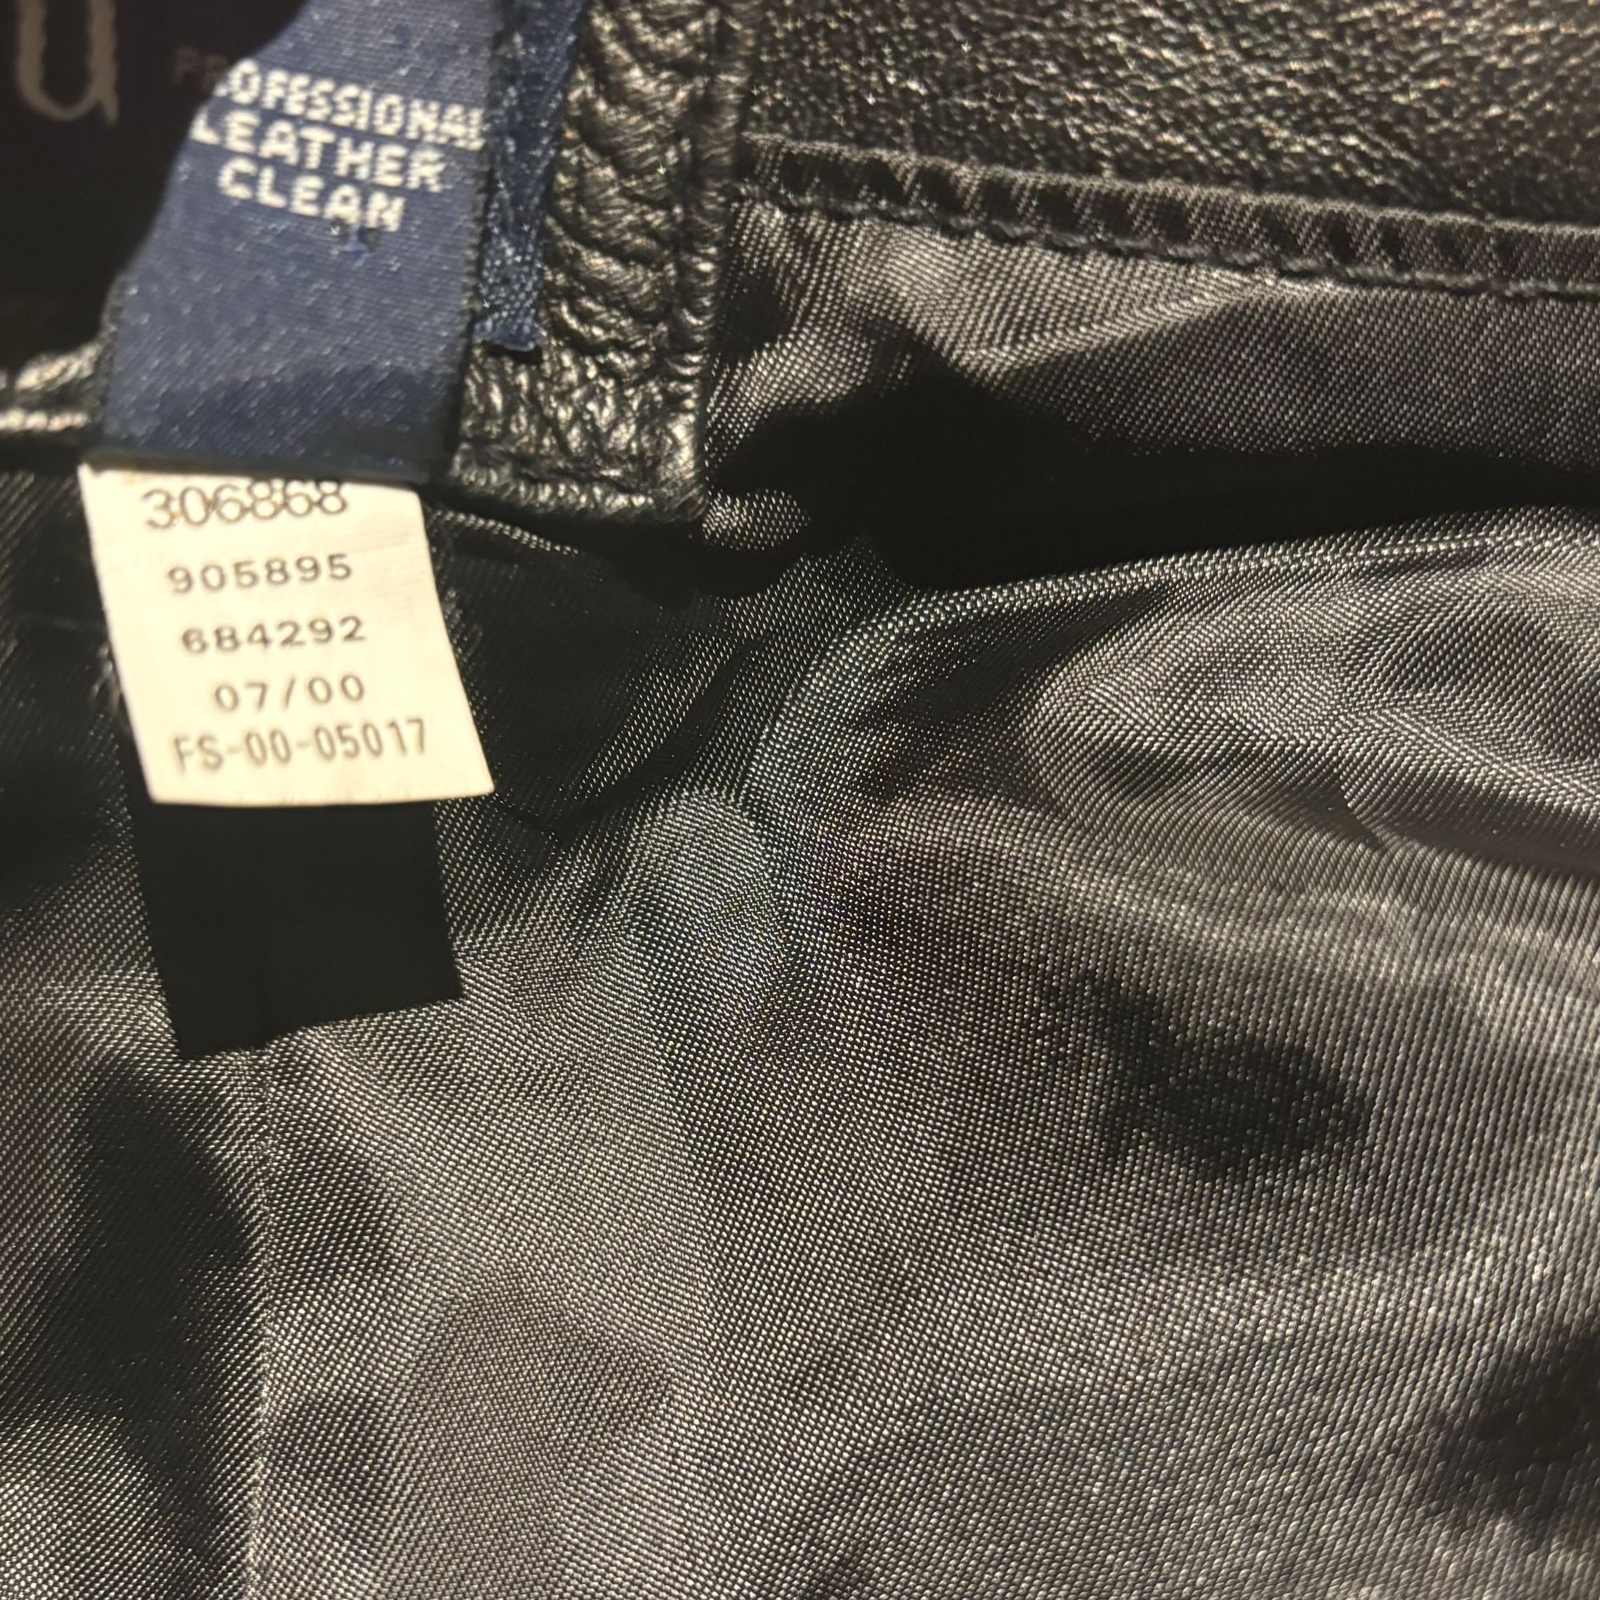 PROFESSIONAL
LEATHER
CLEAN
306868
905895
684292
07/00
FS-00-05017